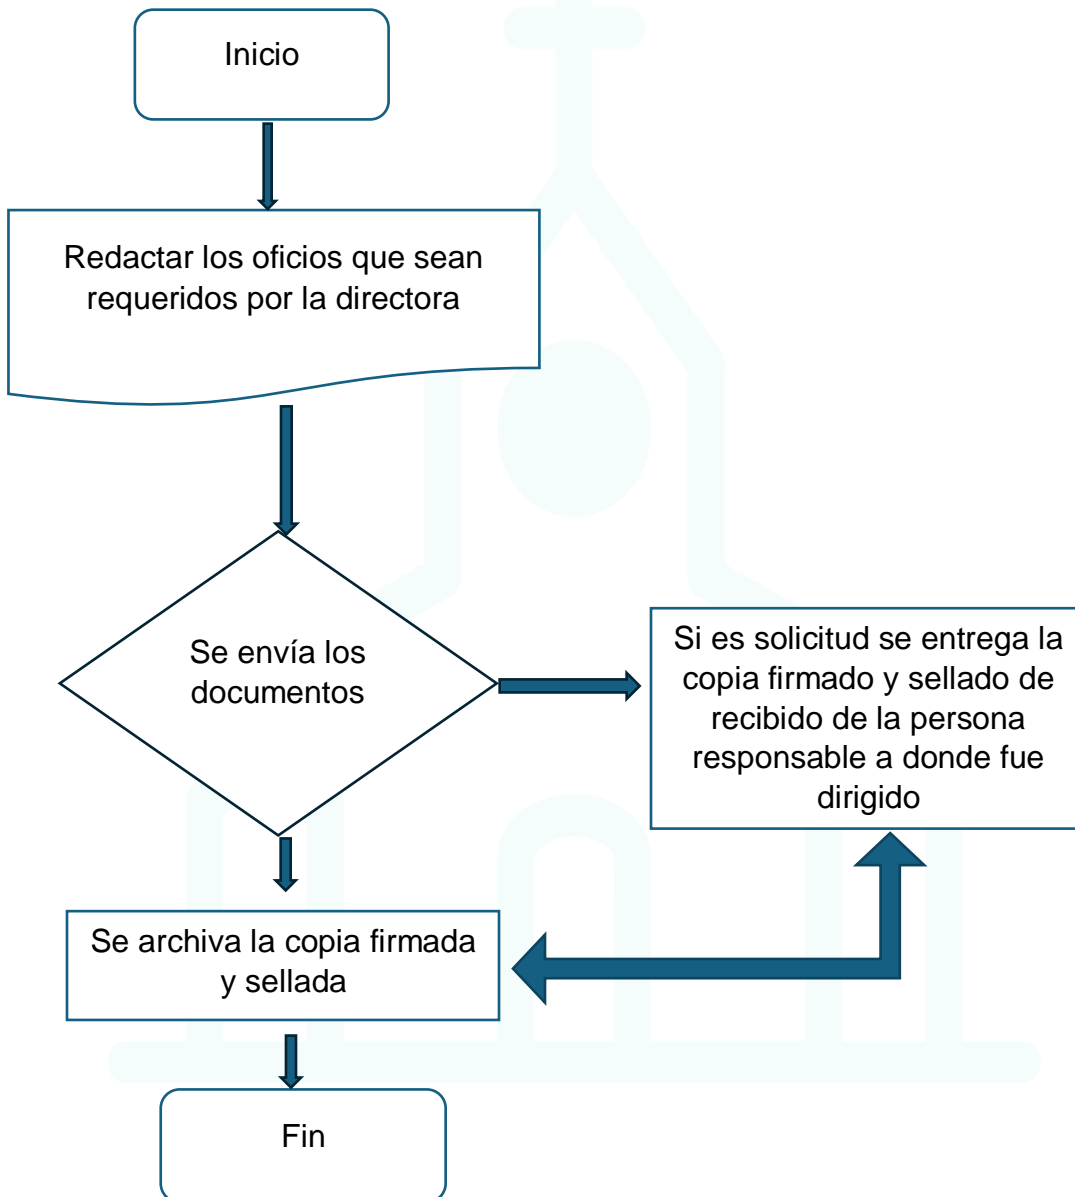 Inicio
Redactar los oficios que sean
requeridos por la directora
Se envía los
documentos
Si es solicitud se entrega la
copia firmado y sellado de
recibido de la persona
responsable a donde fue
dirigido
Se archiva la copia firmada
y sellada
Fin